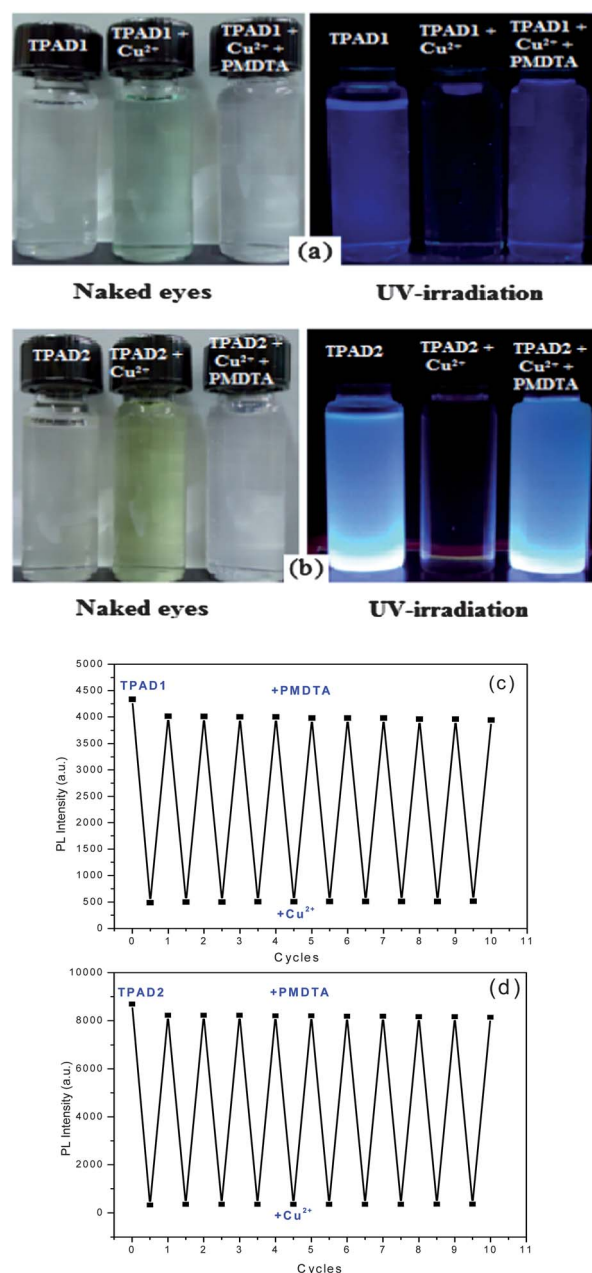 TPAD1
TPAD1 +
Cu²⁺
TPAD1 +
Cu²⁺ +
PMDTA
TPAD1
TPAD1 +
Cu²⁺
TPAD1 +
Cu²⁺ +
PMDTA
(a)
Naked eyes
UV-irradiation
TPAD2
TPAD2 +
Cu²⁺
TPAD2 +
Cu²⁺ +
PMDTA
TPAD2
TPAD2 +
Cu²⁺
TPAD2 +
Cu²⁺ +
PMDTA
(b)
Naked eyes
UV-irradiation
5000
4500
4000
3500
3000
2500
2000
1500
1000
500
0
PL Intensity (a.u.)
TPAD1
+PMDTA
(c)
+Cu²⁺
0 1 2 3 4 5 6 7 8 9 10 11
Cycles
10000
8000
6000
4000
2000
0
PL Intensity (a.u.)
TPAD2
+PMDTA
(d)
+Cu²⁺
0 1 2 3 4 5 6 7 8 9 10 11
Cycles